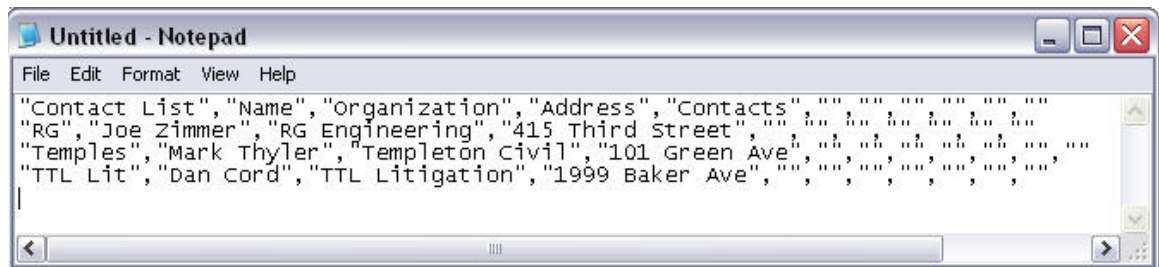 Untitled - Notepad
File Edit Format View Help
"Contact List","Name","Organization","Address","Contacts","","","","","",""
"RG","Joe Zimmer","RG Engineering","415 Third Street","","","","","","",""
"Temples","Mark Thyler","Templeton Civil","101 Green Ave","","","","","","",""
"TTL Lit","Dan Cord","TTL Litigation","1999 Baker Ave","","","","","","",""